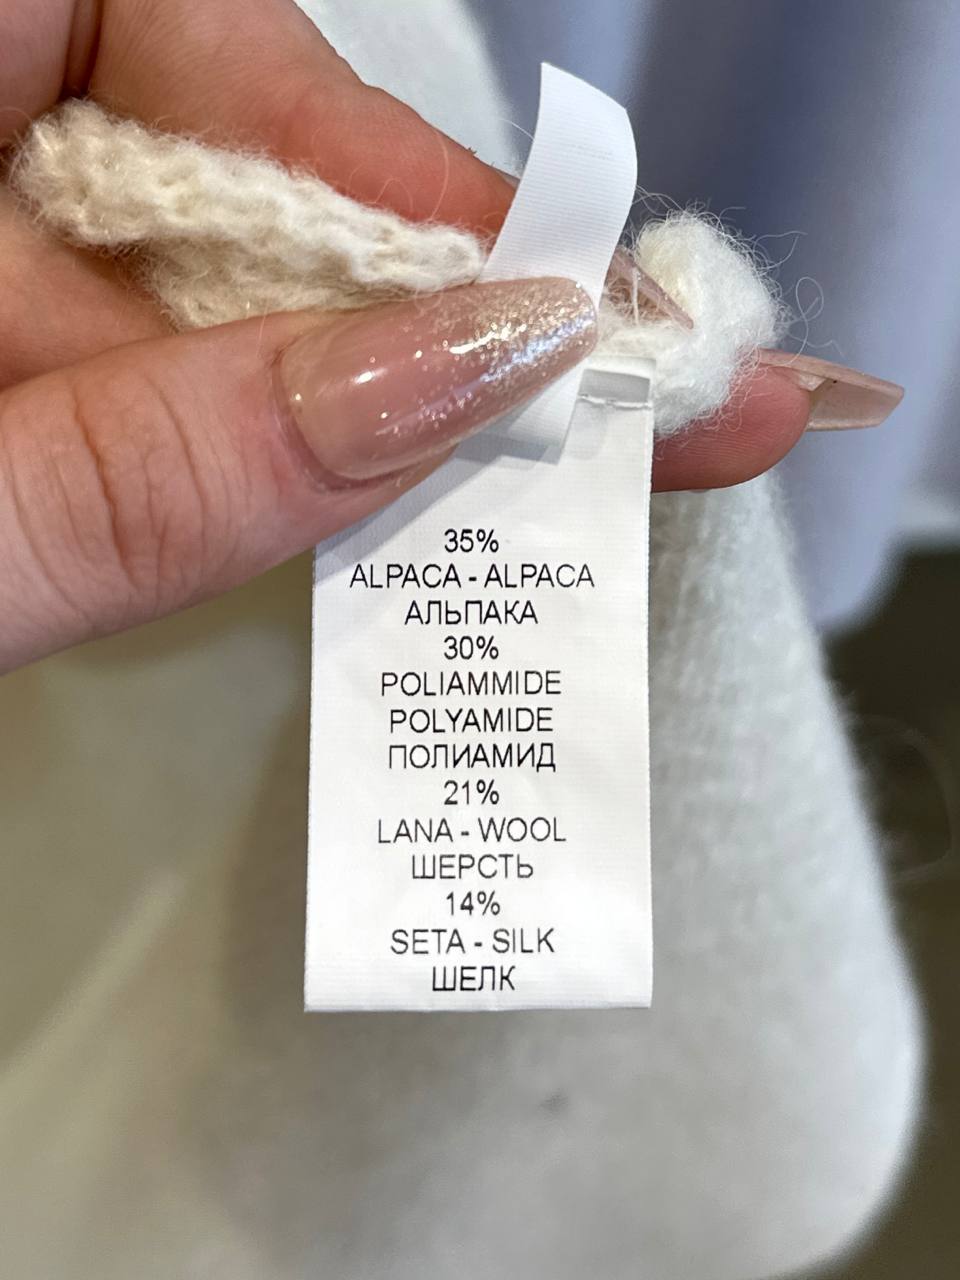 35%
ALPACA - ALPACA
АЛЬПАКА
30%
POLIAMMIDE
POLYAMIDE
ПОЛИАМИД
21%
LANA - WOOL
ШЕРСТЬ
14%
SETA - SILK
ШЕЛК